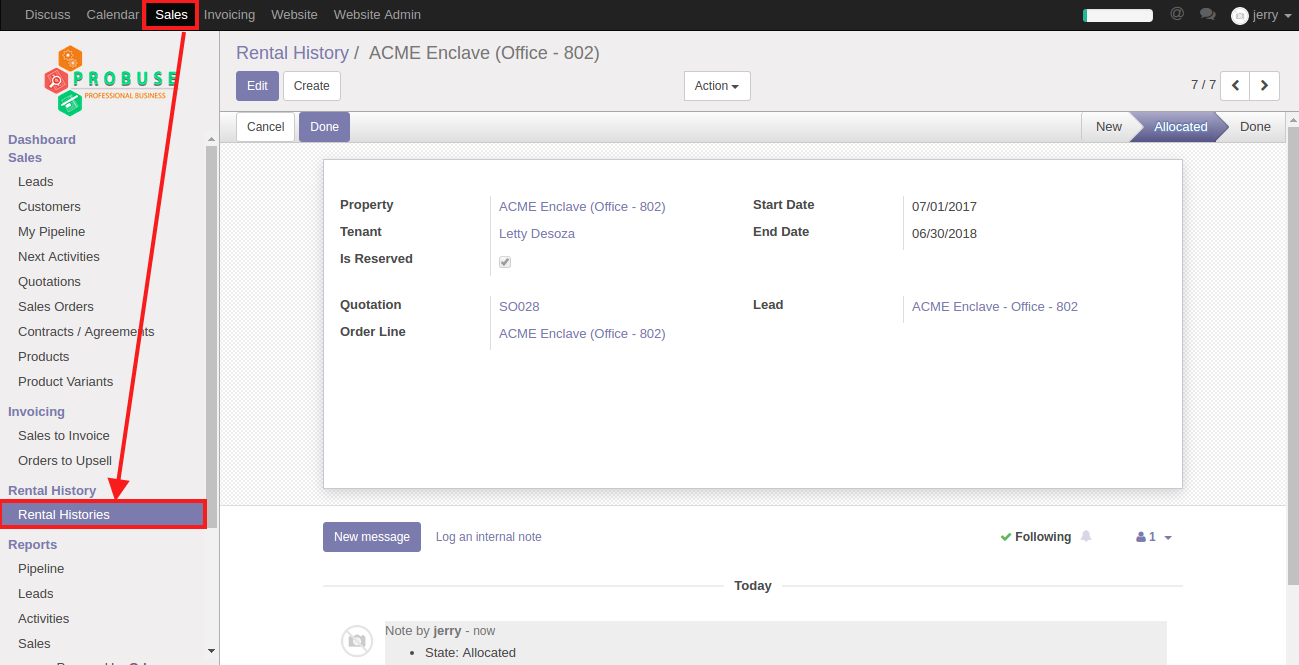 Discuss Calendar Sales Invoicing Website Website Admin @ jerry
PROBUSE
PROFESSIONAL BUSINESS
Dashboard
Sales
Leads
Customers
My Pipeline
Next Activities
Quotations
Sales Orders
Contracts / Agreements
Products
Product Variants
Invoicing
Sales to Invoice
Orders to Upsell
Rental History
Rental Histories
Reports
Pipeline
Leads
Activities
Sales
Rental History / ACME Enclave (Office - 802)
Edit Create Action 7 / 7
Cancel Done New Allocated Done
Property ACME Enclave (Office - 802) Start Date 07/01/2017
Tenant Letty Desoza End Date 06/30/2018
Is Reserved
Quotation SO028 Lead ACME Enclave - Office - 802
Order Line ACME Enclave (Office - 802)
New message Log an internal note Following 1
Today
Note by jerry - now
• State: Allocated